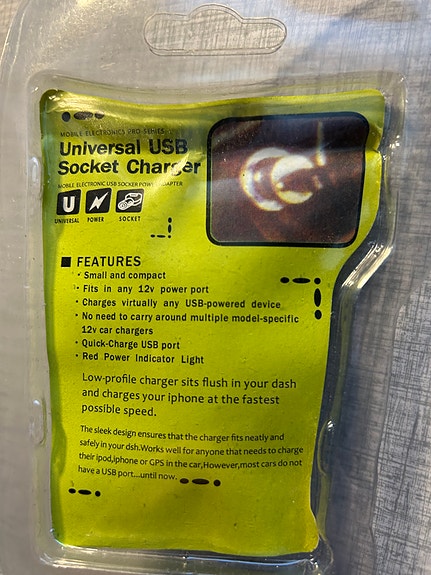 MOBILE ELECTRONICS PRO-SERIES
Universal USB
Socket Charger
MOBILE ELECTRONIC USB SOCKER POWER ADAPTER
U
UNIVERSAL POWER SOCKET
FEATURES
• Small and compact
• Fits in any 12v power port
• Charges virtually any USB-powered device
• No need to carry around multiple model-specific
12v car chargers
• Quick-Charge USB port
• Red Power Indicator Light
Low-profile charger sits flush in your dash
and charges your iphone at the fastest
possible speed.
The sleek design ensures that the charger fits neatly and
safely in your dsh.Works well for anyone that needs to charge
their ipod,iphone or GPS in the car,However,most cars do not
have a USB port....until now.